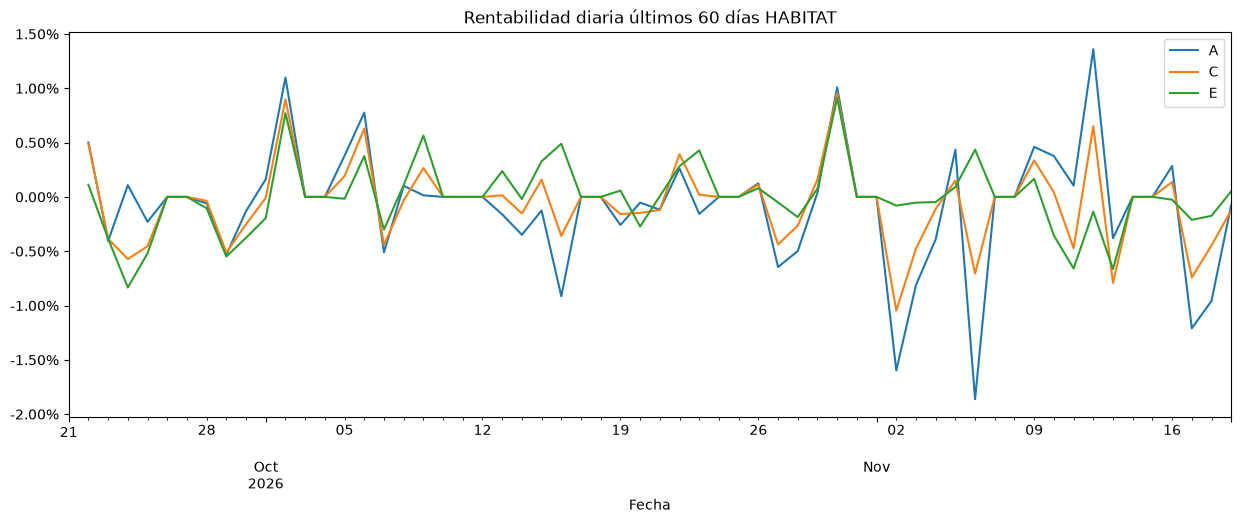 Rentabilidad diaria últimos 60 días HABITAT
1.50%
1.00%
0.50%
0.00%
-0.50%
-1.00%
-1.50%
-2.00%
A
C
E
21 28 05 12 19 26 02 09 16
Oct Nov
2026
Fecha